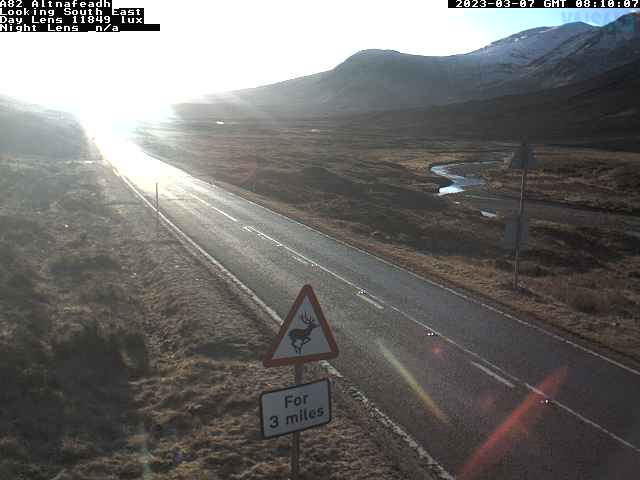 A82 Altnafeadh
Looking South East
Day Lens 11849 lux
Night Lens n/a
2023-03-07 GMT 08:10:07
VAISALA
For
3 miles